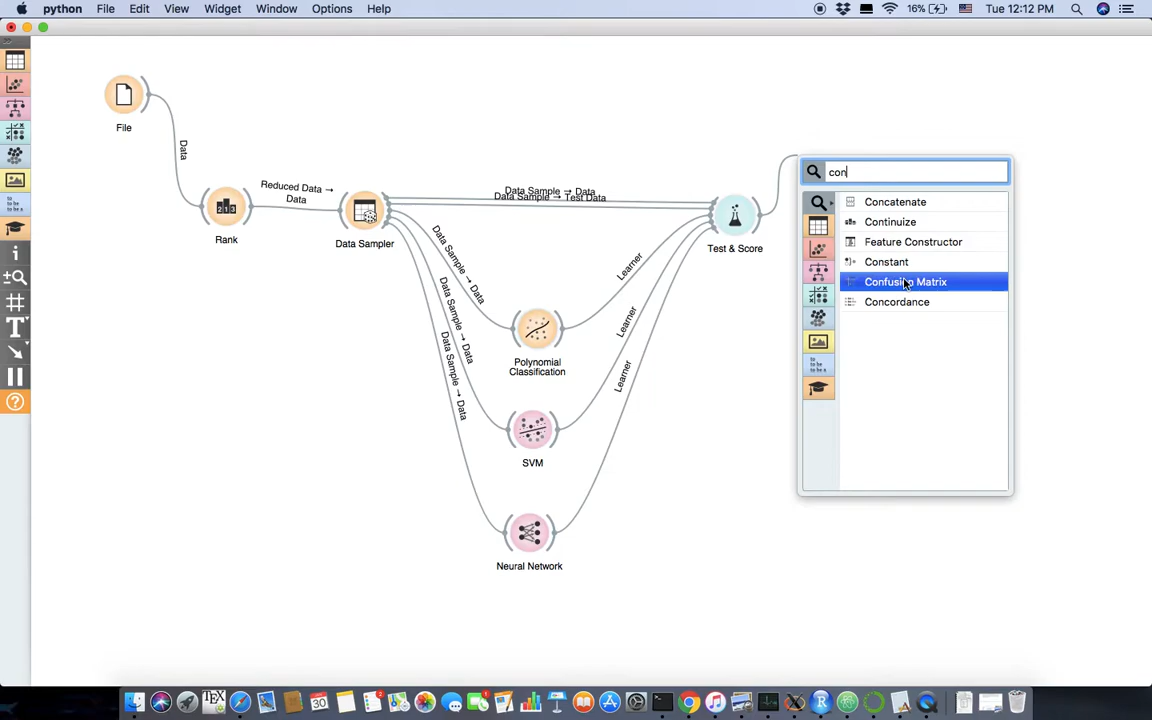 python File Edit View Widget Window Options Help
16% Tue 12:12 PM
File
Data
Rank
Reduced Data →
Data
Data Sampler
Data Sample → Data
Data Sample → Test Data
Data Sample → Data
Data Sample → Data
Data Sample → Data
Polynomial
Classification
SVM
Neural Network
Learner
Learner
Learner
Test & Score
con
Concatenate
Continuize
Feature Constructor
Constant
Confusion Matrix
Concordance